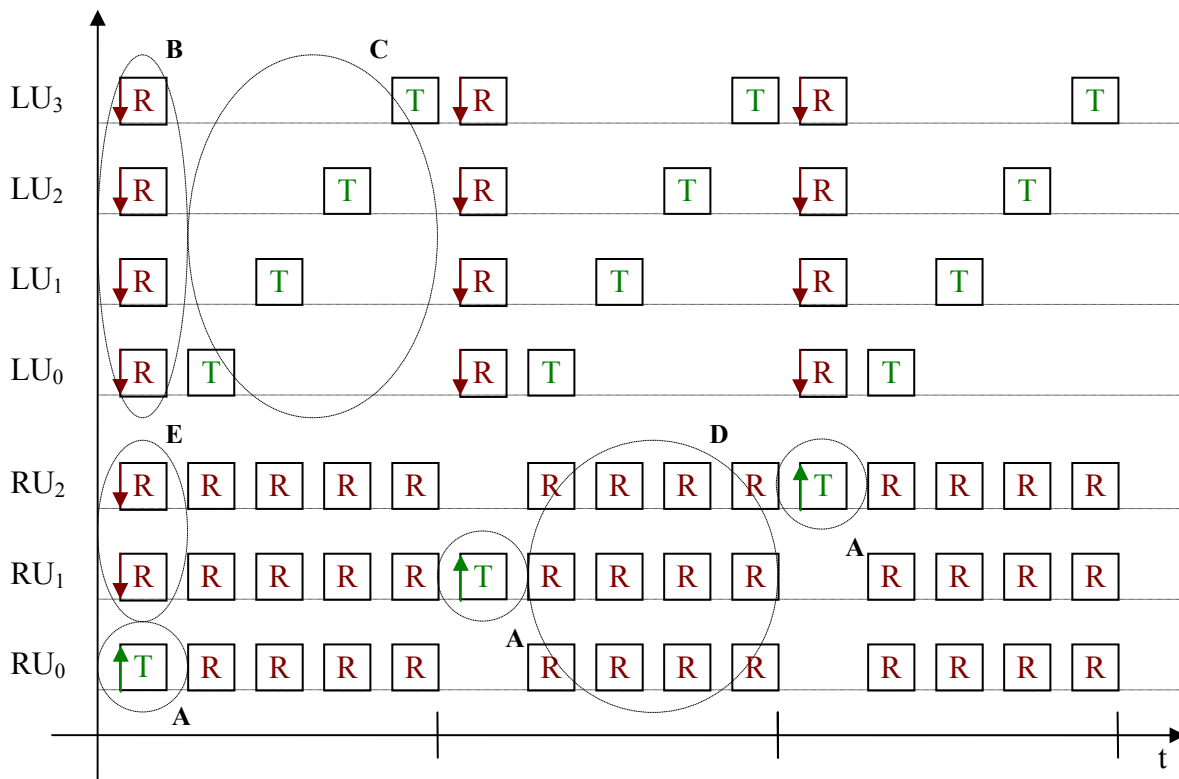 B C
LU₃ R T R T R T
LU₂ R T R T R T
LU₁ R T R T R T
LU₀ R T R T R T
E D
RU₂ R R R R R R R R R T R R R R
A
RU₁ R R R R R T R R R R R R R R
A
RU₀ T R R R R R R R R R R R R
A
t